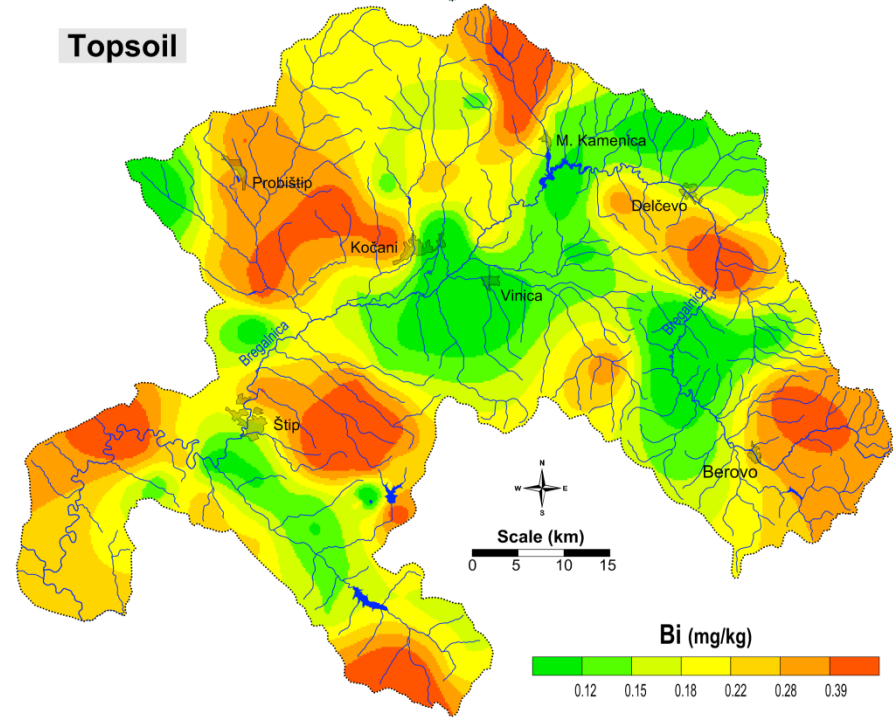 Topsoil
M. Kamenica
Probištip
Delčevo
Kočani
Vinica
Bregalnica
Bregalnica
Štip
Berovo
N
W E
S
Scale (km)
0 5 10 15
Bi (mg/kg)
0.12 0.15 0.18 0.22 0.28 0.39